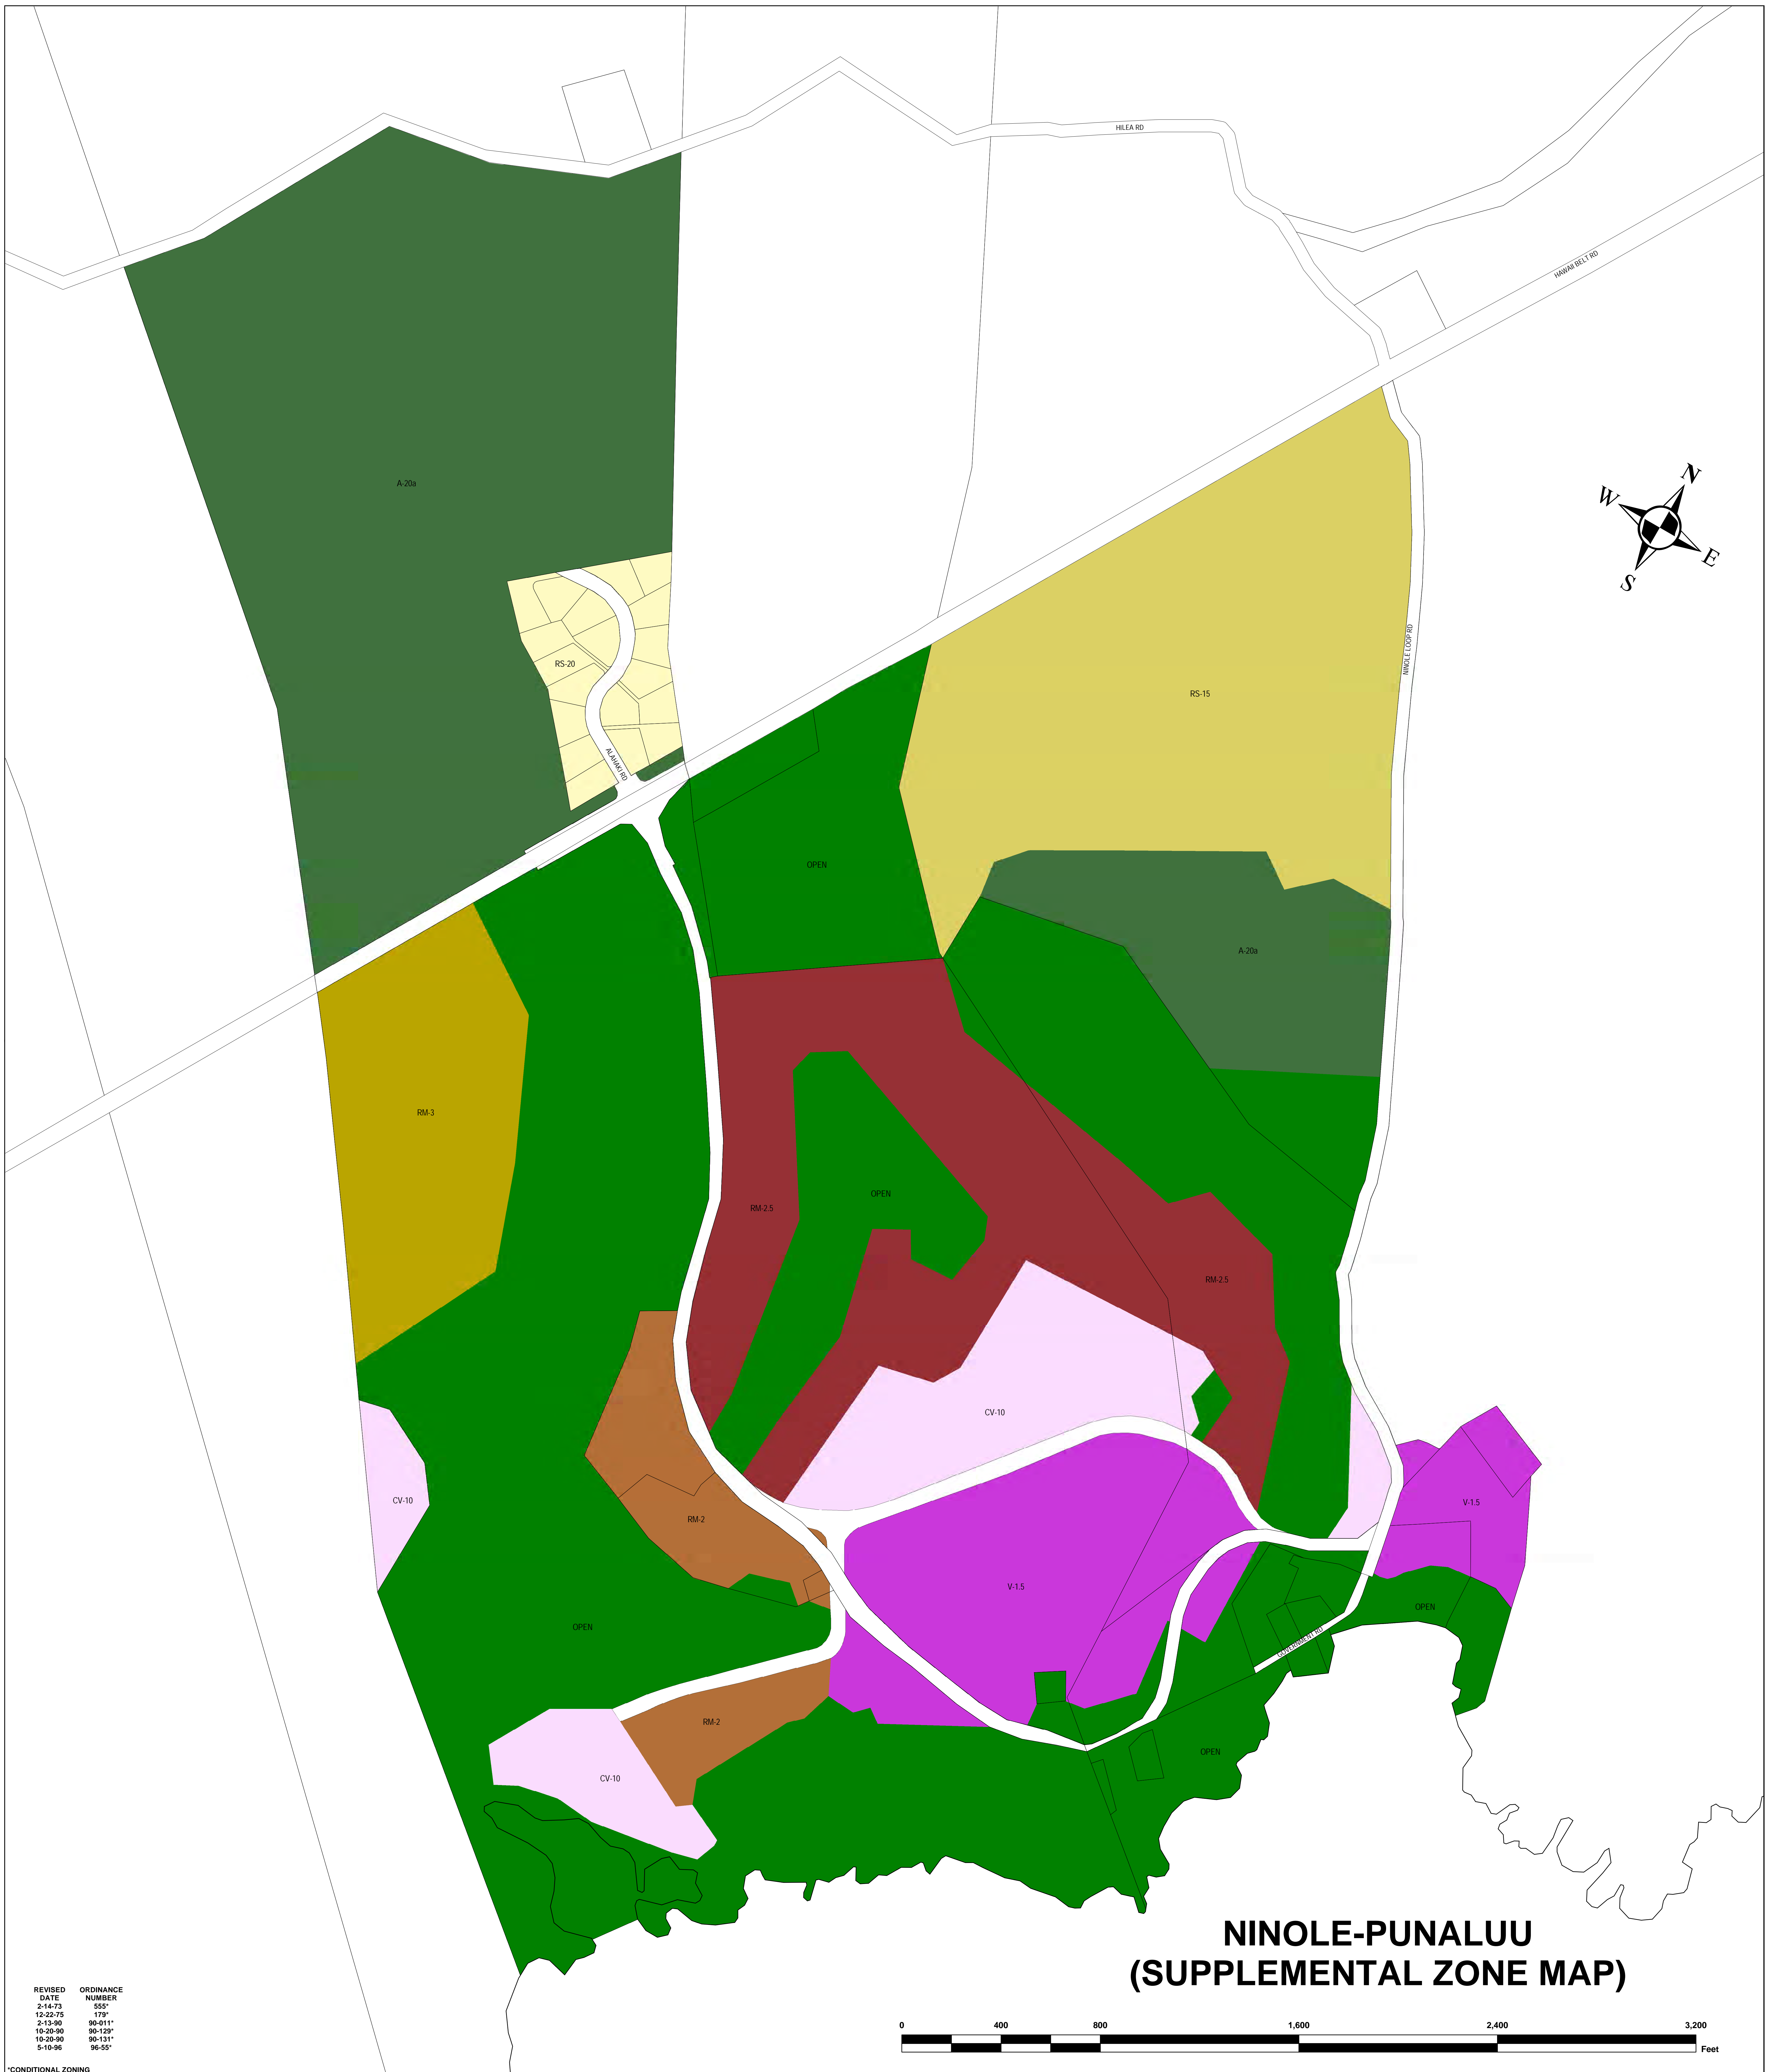 HILEA RD
HAWAII BELT RD
N
W
E
S
A-20a
NINOLE LOOP RD
RS-20
RS-15
ALAHAKI RD
OPEN
A-20a
RM-3
OPEN
RM-2.5
RM-2.5
CV-10
CV-10
V-1.5
RM-2
V-1.5
OPEN
OPEN
GOVERNMENT RD
RM-2
OPEN
CV-10
NINOLE-PUNALUU
(SUPPLEMENTAL ZONE MAP)
REVISED ORDINANCE
DATE NUMBER
2-14-73 555*
12-22-75 179*
2-13-90 90-011*
10-20-90 90-129*
10-20-90 90-131*
5-10-96 96-55*
*CONDITIONAL ZONING
0 400 800 1,600 2,400 3,200
Feet